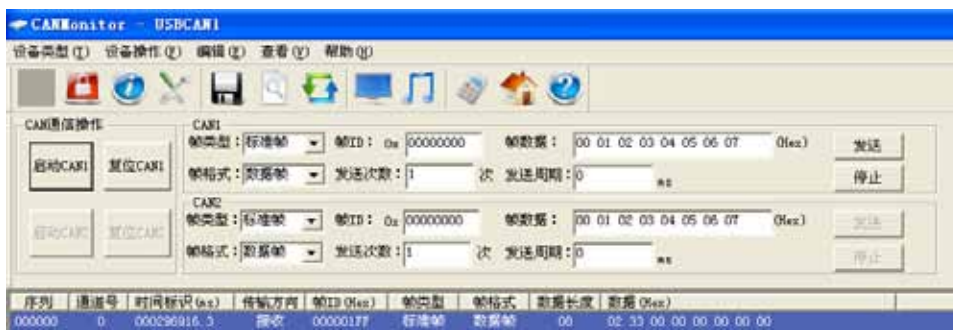 CANMonitor - USBCAN1
设备类型(T) 设备操作(O) 编辑(E) 查看(V) 帮助(H)
CAN通信操作
启动CAN1 复位CAN1
启动CAN2 复位CAN2
CAN1
帧类型：标准帧 帧ID： 0x 00000000 帧数据： 00 01 02 03 04 05 06 07 (Hex) 发送
帧格式：数据帧 发送次数：1 次 发送周期：0 ms 停止
CAN2
帧类型：标准帧 帧ID： 0x 00000000 帧数据： 00 01 02 03 04 05 06 07 (Hex) 发送
帧格式：数据帧 发送次数：1 次 发送周期：0 ms 停止
序列 通道号 时间标识(ms) 传输方向 帧ID(Hex) 帧类型 帧格式 数据长度 数据(Hex)
000000 0 000296916.3 接收 00000177 标准帧 数据帧 08 02 33 00 00 00 00 00 00